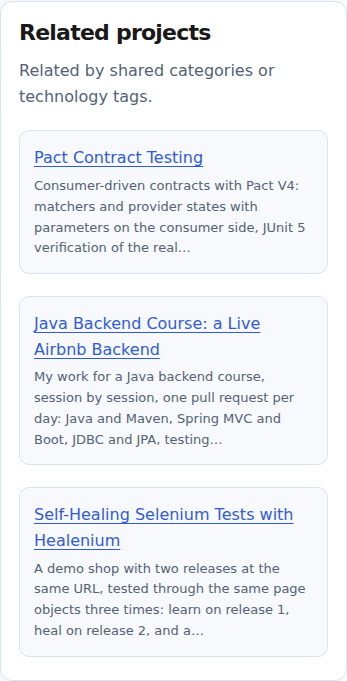 Related projects
Related by shared categories or
technology tags.
Pact Contract Testing
Consumer-driven contracts with Pact V4:
matchers and provider states with
parameters on the consumer side, JUnit 5
verification of the real…
Java Backend Course: a Live
Airbnb Backend
My work for a Java backend course,
session by session, one pull request per
day: Java and Maven, Spring MVC and
Boot, JDBC and JPA, testing…
Self-Healing Selenium Tests with
Healenium
A demo shop with two releases at the
same URL, tested through the same page
objects three times: learn on release 1,
heal on release 2, and a…